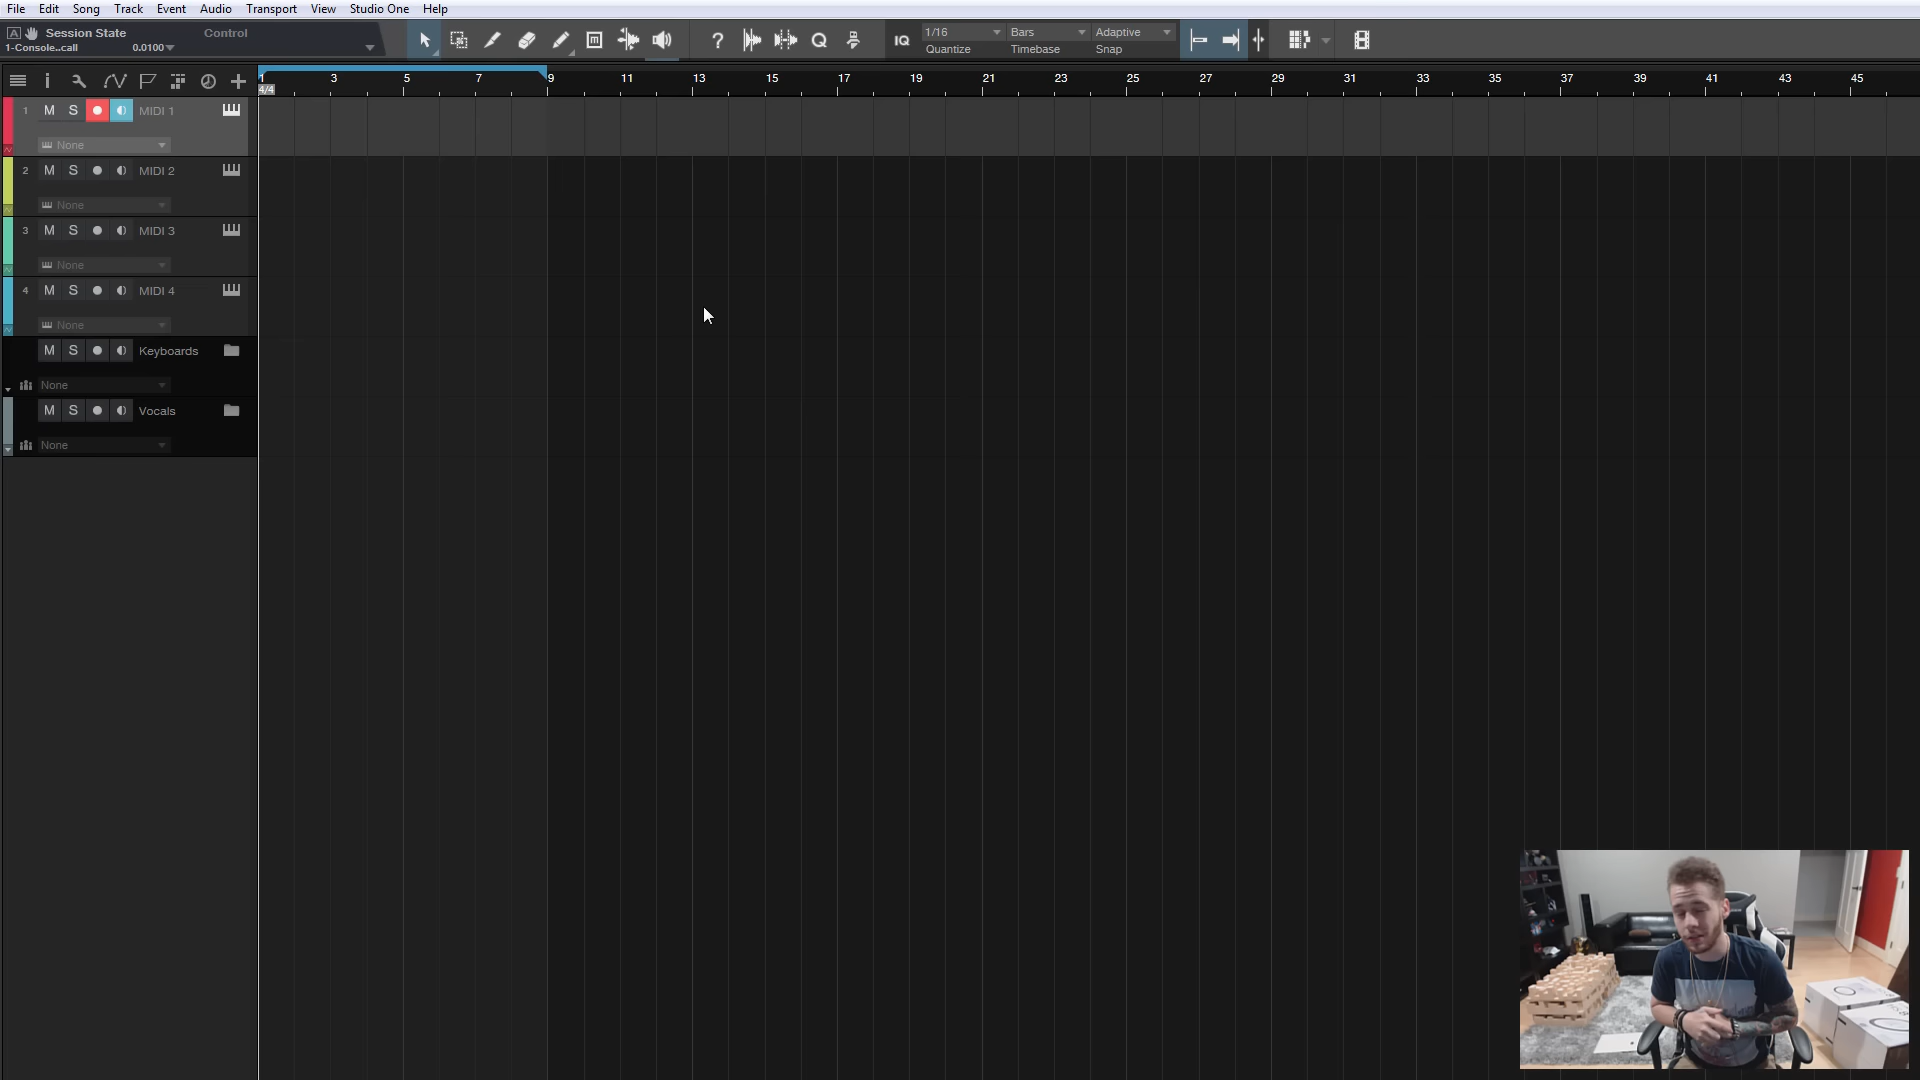 File Edit Song Track Event Audio Transport View Studio One Help
A Session State Control
1-Console..call 0.0100
IQ 1/16 Bars Adaptive
Quantize Timebase Snap
1 3 5 7 9 11 13 15 17 19 21 23 25 27 29 31 33 35 37 39 41 43 45
4/4
1 M S MIDI 1
None
2 M S MIDI 2
None
3 M S MIDI 3
None
4 M S MIDI 4
None
M S Keyboards
None
M S Vocals
None